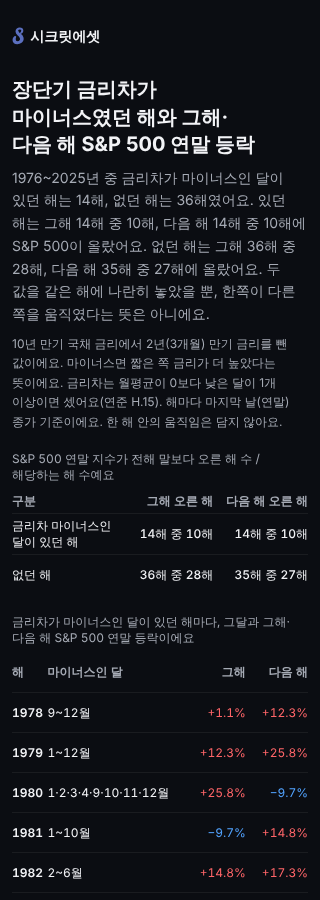 시크릿에셋
장단기 금리차가
마이너스였던 해와 그해·
다음 해 S&P 500 연말 등락
1976~2025년 중 금리차가 마이너스인 달이
있던 해는 14해, 없던 해는 36해였어요. 있던
해는 그해 14해 중 10해, 다음 해 14해 중 10해에
S&P 500이 올랐어요. 없던 해는 그해 36해 중
28해, 다음 해 35해 중 27해에 올랐어요. 두
값을 같은 해에 나란히 놓았을 뿐, 한쪽이 다른
쪽을 움직였다는 뜻은 아니에요.
10년 만기 국채 금리에서 2년(3개월) 만기 금리를 뺀
값이에요. 마이너스면 짧은 쪽 금리가 더 높았다는
뜻이에요. 금리차는 월평균이 0보다 낮은 달이 1개
이상이면 셌어요(연준 H.15). 해마다 마지막 날(연말)
종가 기준이에요. 한 해 안의 움직임은 담지 않아요.
S&P 500 연말 지수가 전해 말보다 오른 해 수 /
해당하는 해 수예요
구분 그해 오른 해 다음 해 오른 해
금리차 마이너스인
달이 있던 해 14해 중 10해 14해 중 10해
없던 해 36해 중 28해 35해 중 27해
금리차가 마이너스인 달이 있던 해마다, 그달과 그해·
다음 해 S&P 500 연말 등락이에요
해 마이너스인 달 그해 다음 해
1978 9~12월 +1.1% +12.3%
1979 1~12월 +12.3% +25.8%
1980 1·2·3·4·9·10·11·12월 +25.8% −9.7%
1981 1~10월 −9.7% +14.8%
1982 2~6월 +14.8% +17.3%